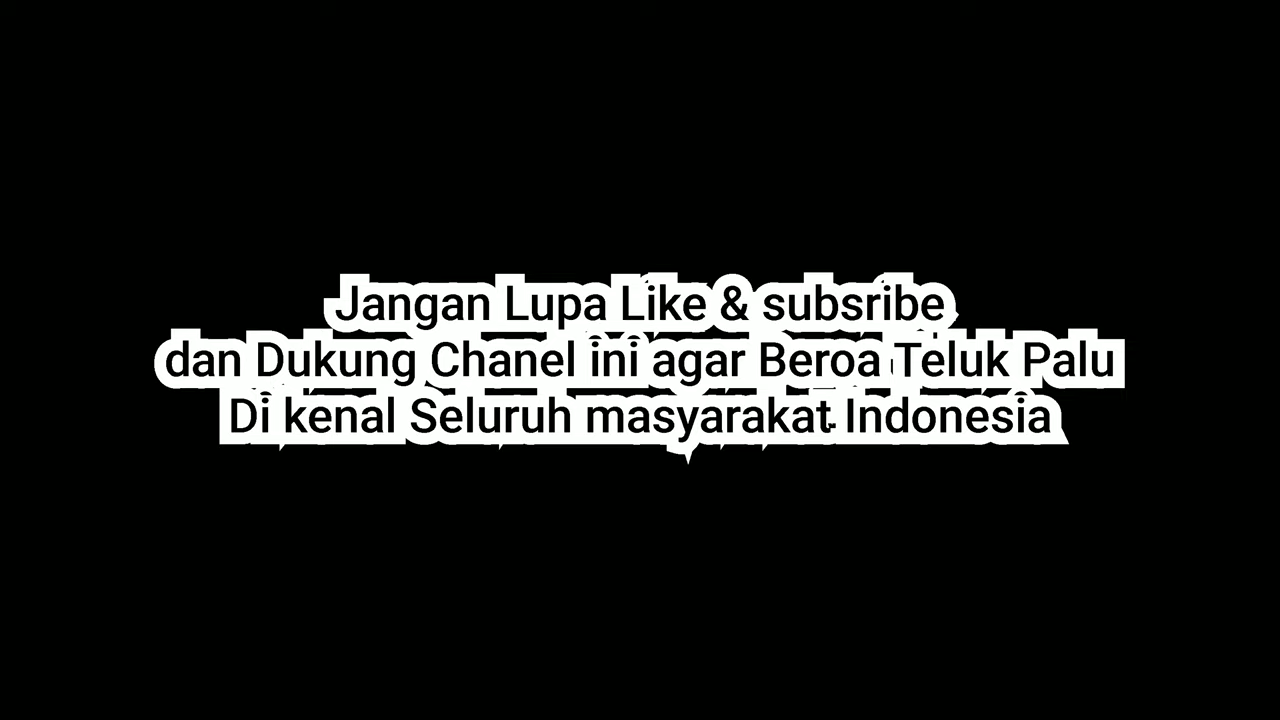 Jangan Lupa Like & subsribe
dan Dukung Chanel ini agar Beroa Teluk Palu
Di kenal Seluruh masyarakat Indonesia